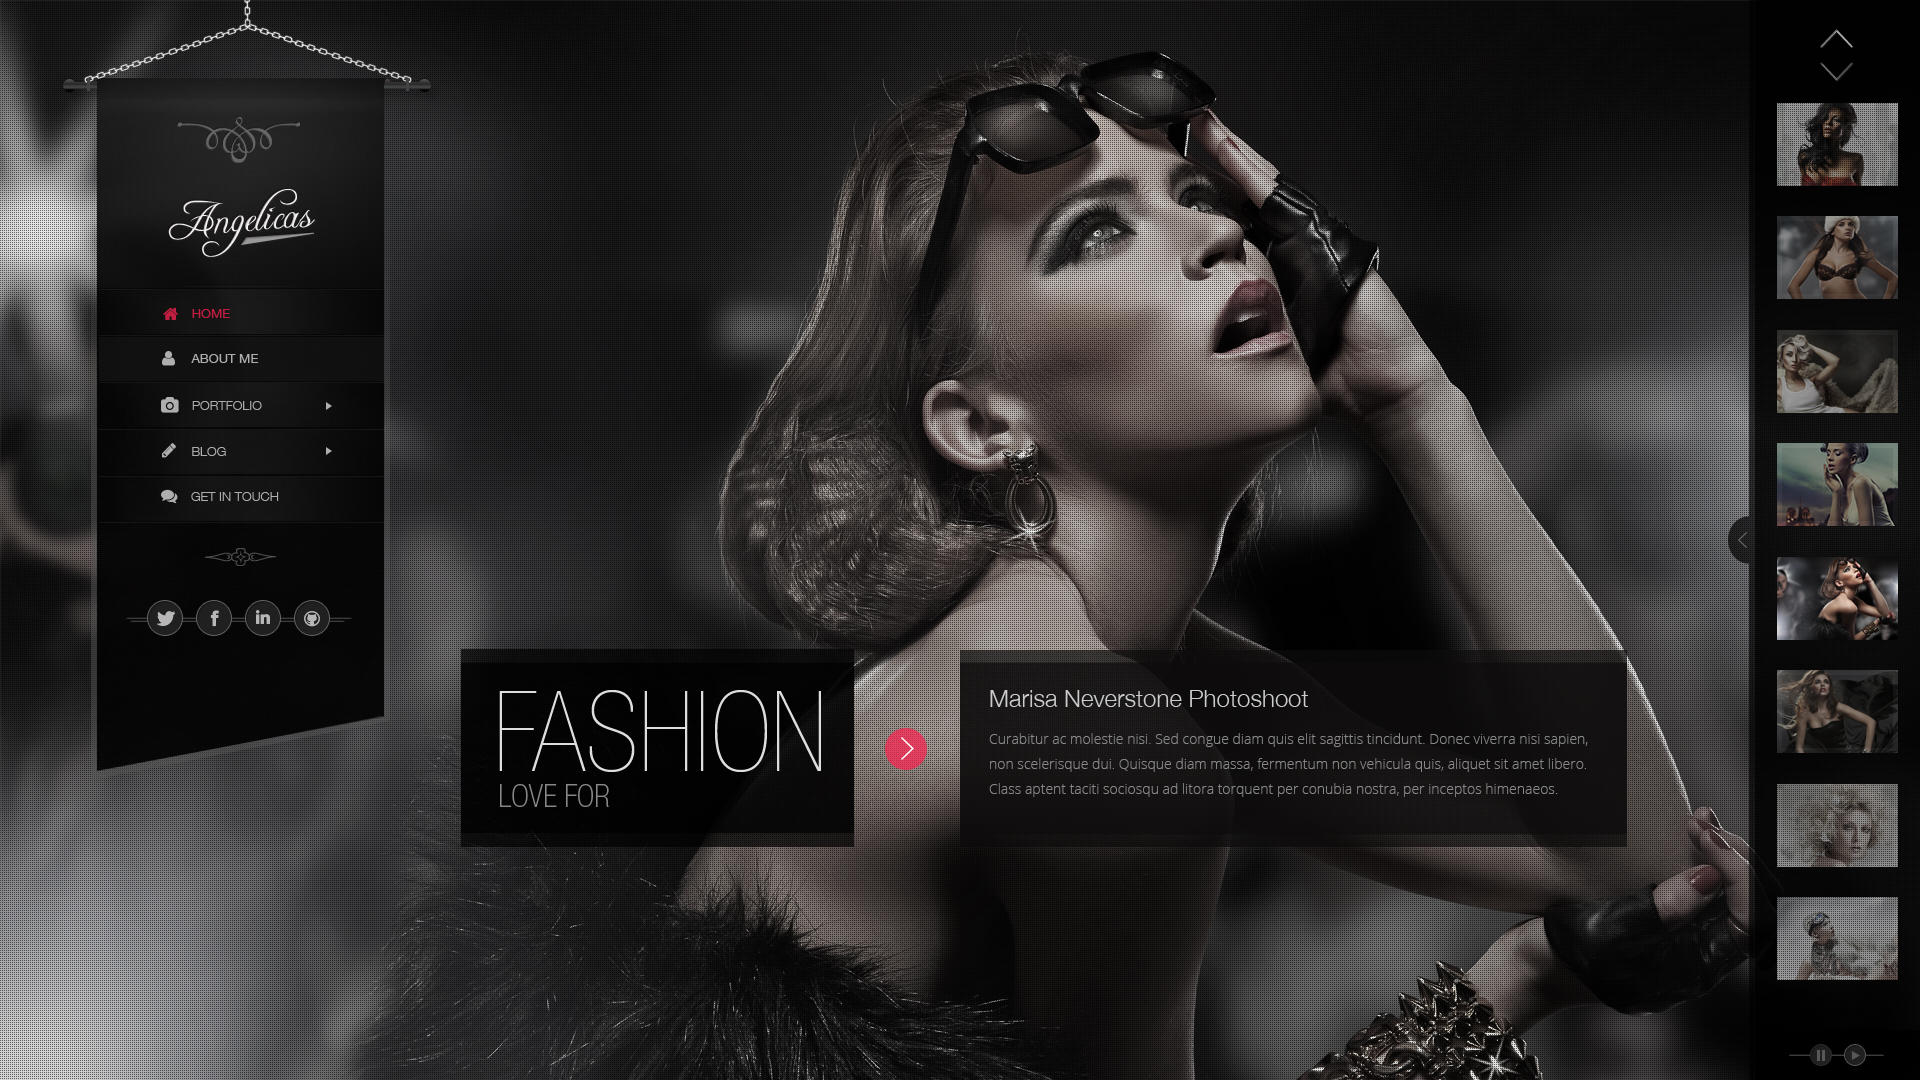 Angelicas
HOME
ABOUT ME
PORTFOLIO
BLOG
GET IN TOUCH
FASHION
LOVE FOR
Marisa Neverstone Photoshoot
Curabitur ac molestie nisi. Sed congue diam quis elit sagittis tincidunt. Donec viverra nisi sapien,
non scelerisque dui. Quisque diam massa, fermentum non vehicula quis, aliquet sit amet libero.
Class aptent taciti sociosqu ad litora torquent per conubia nostra, per inceptos himenaeos.